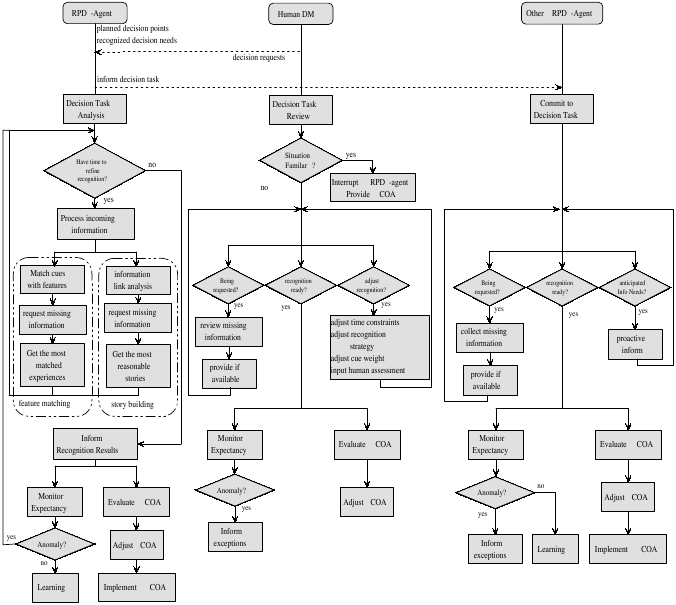 RPD -Agent
Human DM
Other RPD -Agent
planned decision points
recognized decision needs
decision requests
inform decision task
Decision Task
Analysis
Decision Task
Review
Commit to
Decision Task
Have time to
refine
recognition?
no
yes
Situation
Familar ?
yes
no
Interrupt RPD -agent
Provide COA
Process incoming
information
Match cues
with features
request missing
information
Get the most
matched
experiences
feature matching
information
link analysis
request missing
information
Get the most
reasonable
stories
story building
Being
requested?
yes
recognition
ready?
yes
adjust
recognition?
yes
review missing
information
provide if
available
adjust time constraints
adjust recognition
strategy
adjust cue weight
input human assessment
Being
requested?
yes
recognition
ready?
yes
anticipated
Info Needs?
yes
collect missing
information
provide if
available
proactive
inform
Inform
Recognition Results
Monitor
Expectancy
Evaluate COA
Anomaly?
yes
no
Adjust COA
Learning
Implement COA
Monitor
Expectancy
Evaluate COA
Anomaly?
yes
Adjust COA
Inform
exceptions
Monitor
Expectancy
Evaluate COA
Anomaly?
no
yes
Adjust COA
Inform
exceptions
Learning
Implement COA